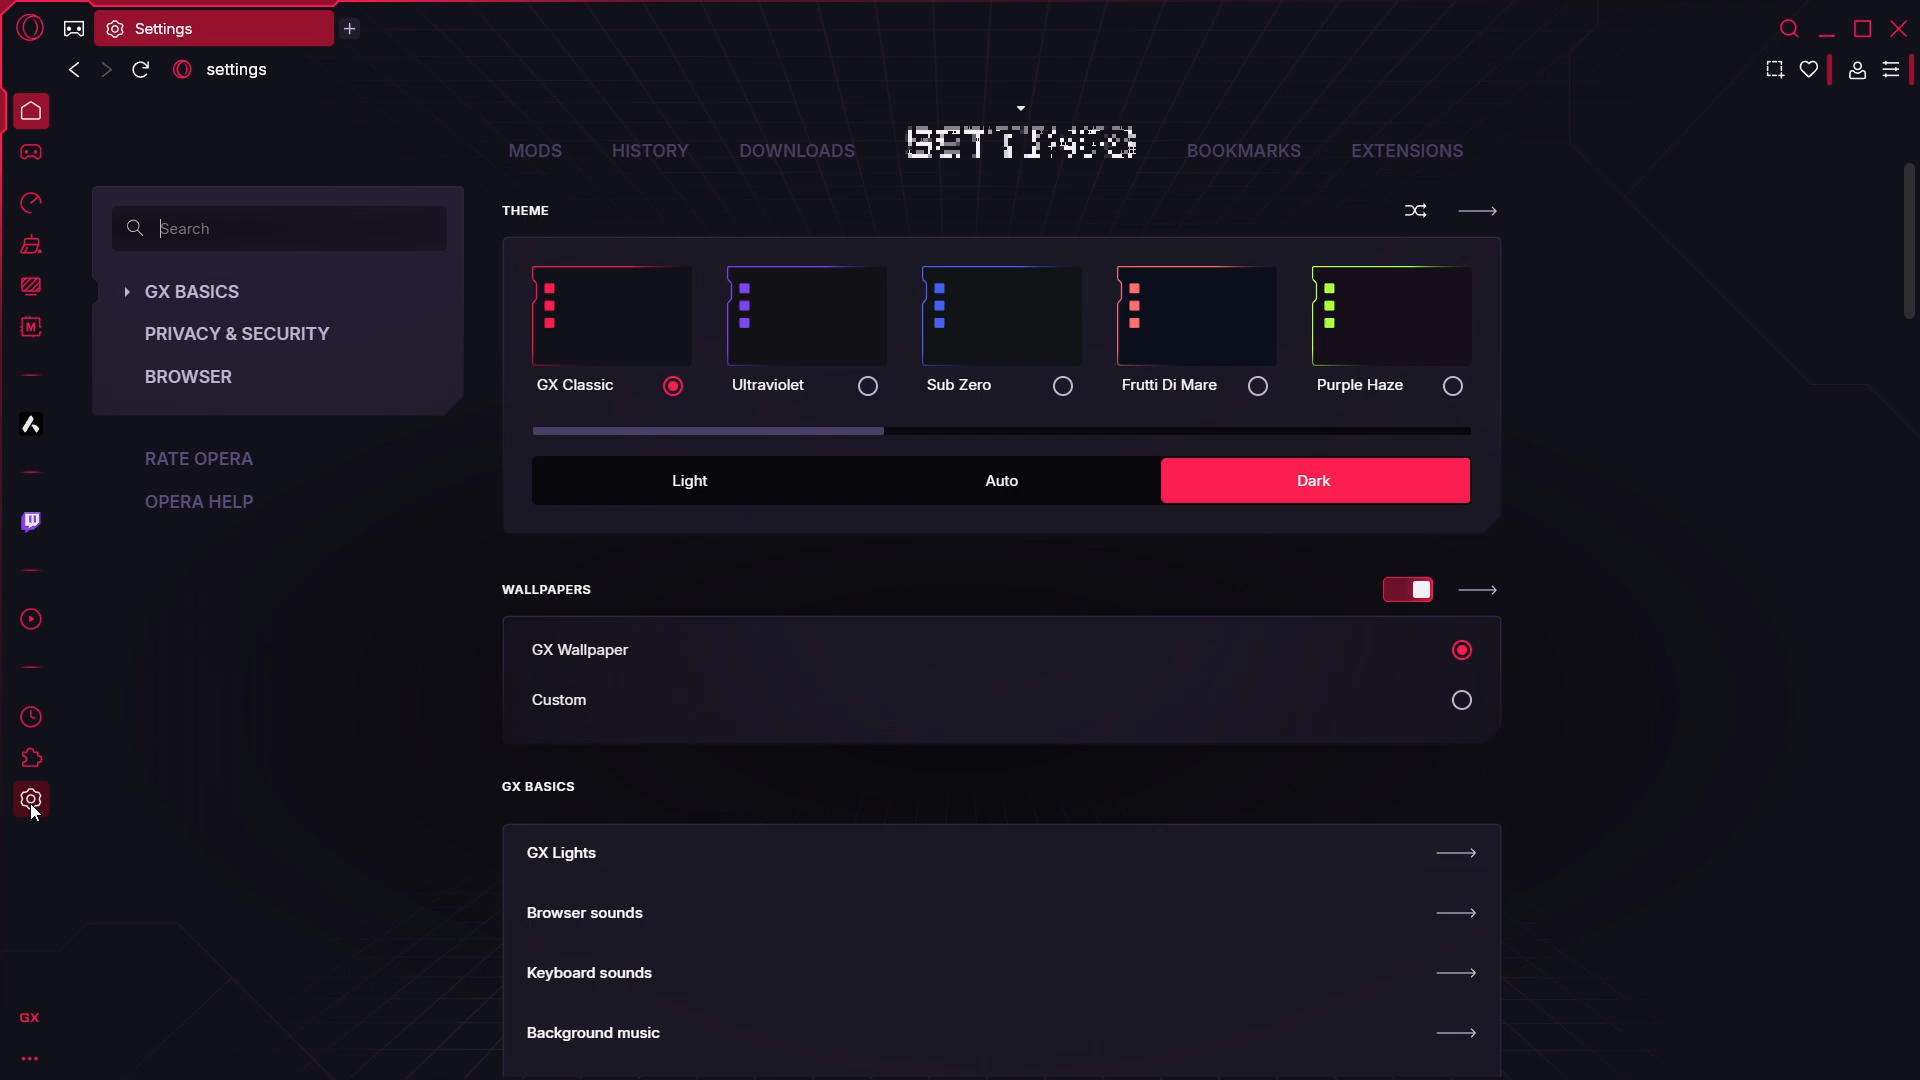 Settings
settings
MODS
HISTORY
DOWNLOADS
SETTINGS
BOOKMARKS
EXTENSIONS
Search
GX BASICS
PRIVACY & SECURITY
BROWSER
RATE OPERA
OPERA HELP
THEME
GX Classic
Ultraviolet
Sub Zero
Frutti Di Mare
Purple Haze
Light
Auto
Dark
WALLPAPERS
GX Wallpaper
Custom
GX BASICS
GX Lights
Browser sounds
Keyboard sounds
Background music
M
GX